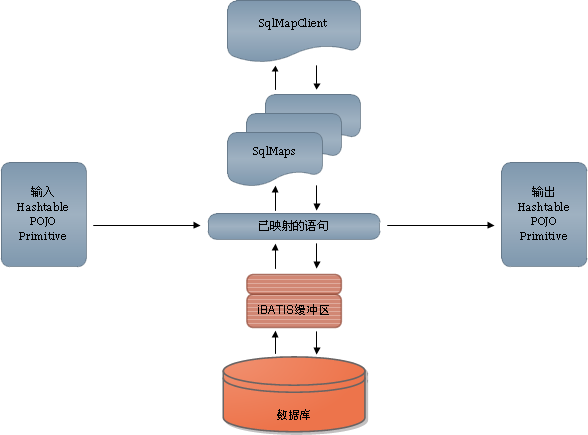 SqlMapClient
SqlMaps
输入
Hashtable
POJO
Primitive
已映射的语句
输出
Hashtable
POJO
Primitive
iBATIS缓冲区
数据库